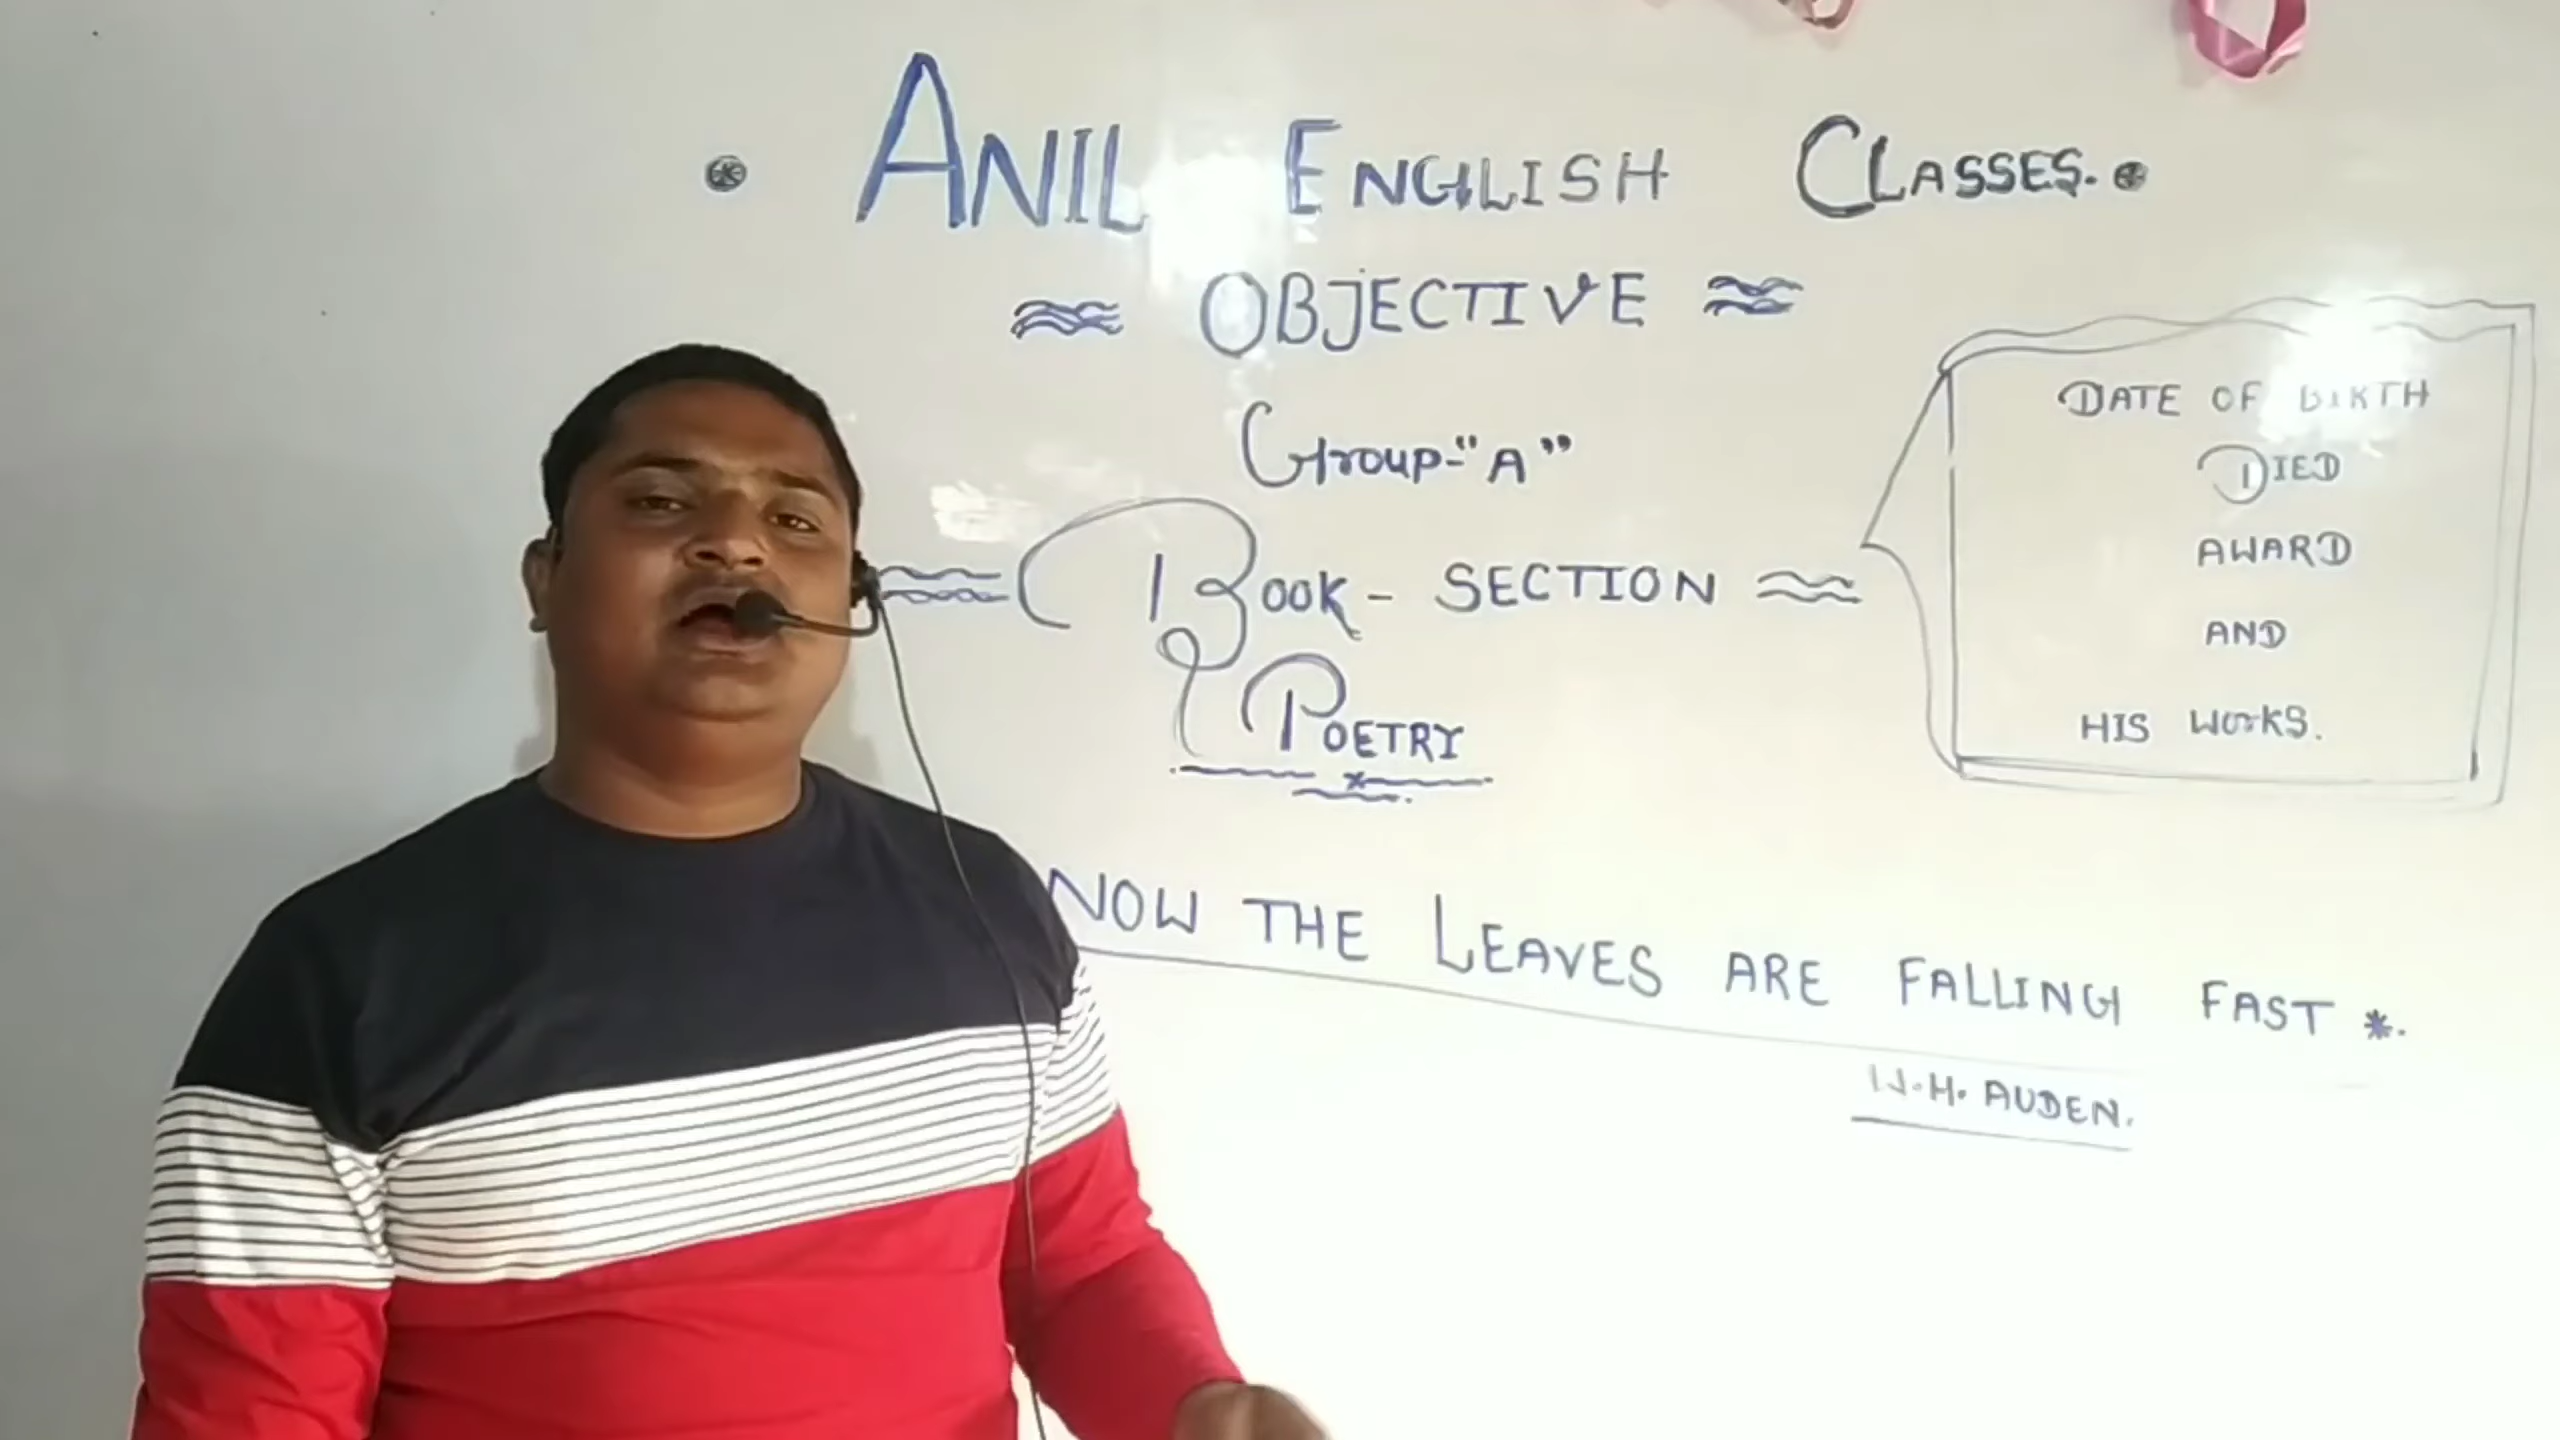 ANIL ENGLISH CLASSES.
OBJECTIVE
Group-"A"
BOOK - SECTION
POETRY
DATE OF BIRTH
DIED
AWARD
AND
HIS WORKS.
NOW THE LEAVES ARE FALLING FAST *.
W.H. AUDEN.